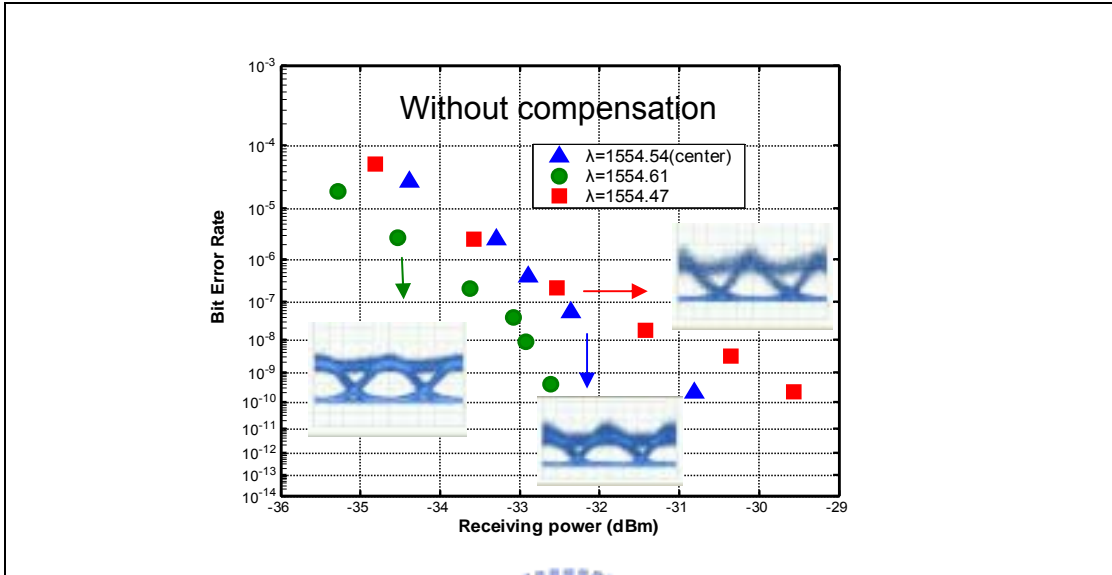 Without compensation
λ=1554.54(center)
λ=1554.61
λ=1554.47
Bit Error Rate
10-3
10-4
10-5
10-6
10-7
10-8
10-9
10-10
10-11
10-12
10-13
10-14
-36 -35 -34 -33 -32 -31 -30 -29
Receiving power (dBm)